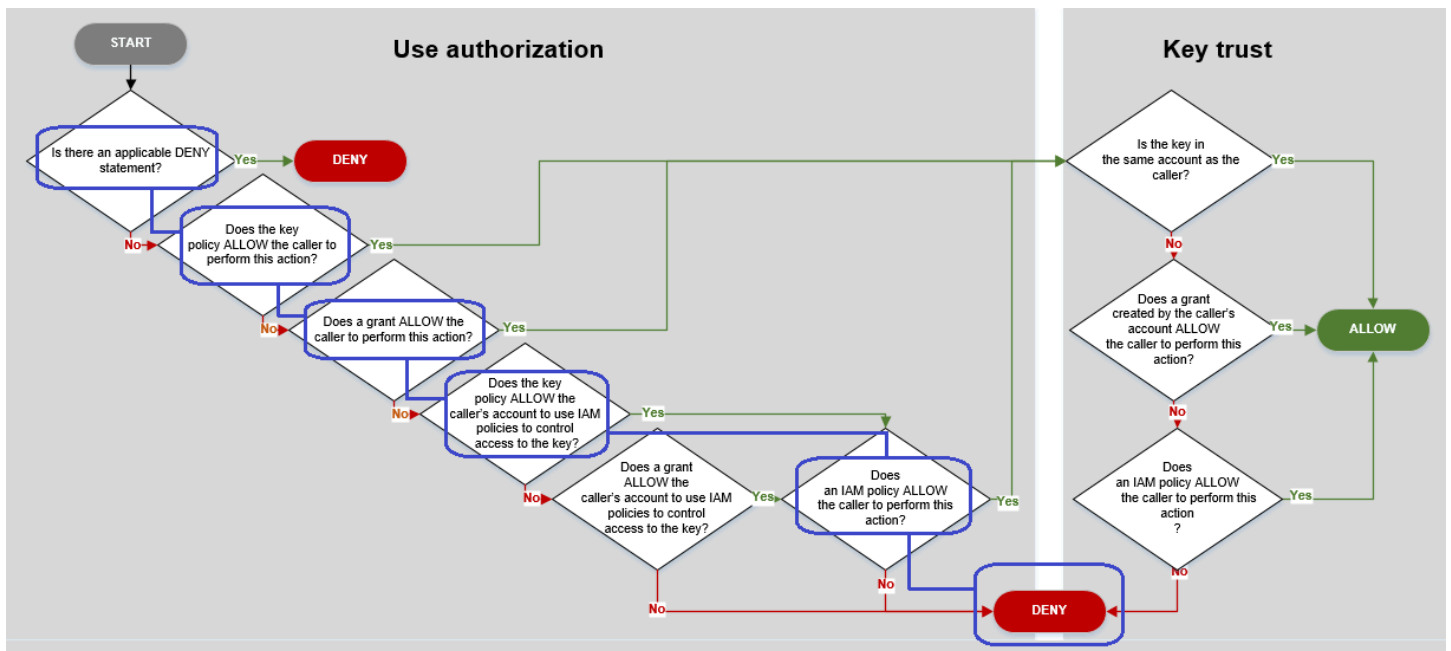 START
Use authorization
Key trust
Is there an applicable DENY
statement?
Yes
DENY
No
Does the key
policy ALLOW the caller to
perform this action?
Yes
No
Does a grant ALLOW the
caller to perform this action?
Yes
No
Does the key
policy ALLOW the
caller's account to use IAM
policies to control
access to the key?
Yes
No
Does a grant
ALLOW the
caller's account to use IAM
policies to control
access to the key?
Yes
No
Does
an IAM policy ALLOW
the caller to perform this
action?
Yes
No
DENY
Is the key in
the same account as the
caller?
Yes
No
Does a grant
created by the caller's
account ALLOW
the caller to perform this
action?
Yes
ALLOW
No
Does
an IAM policy ALLOW
the caller to perform this
action
?
Yes
No